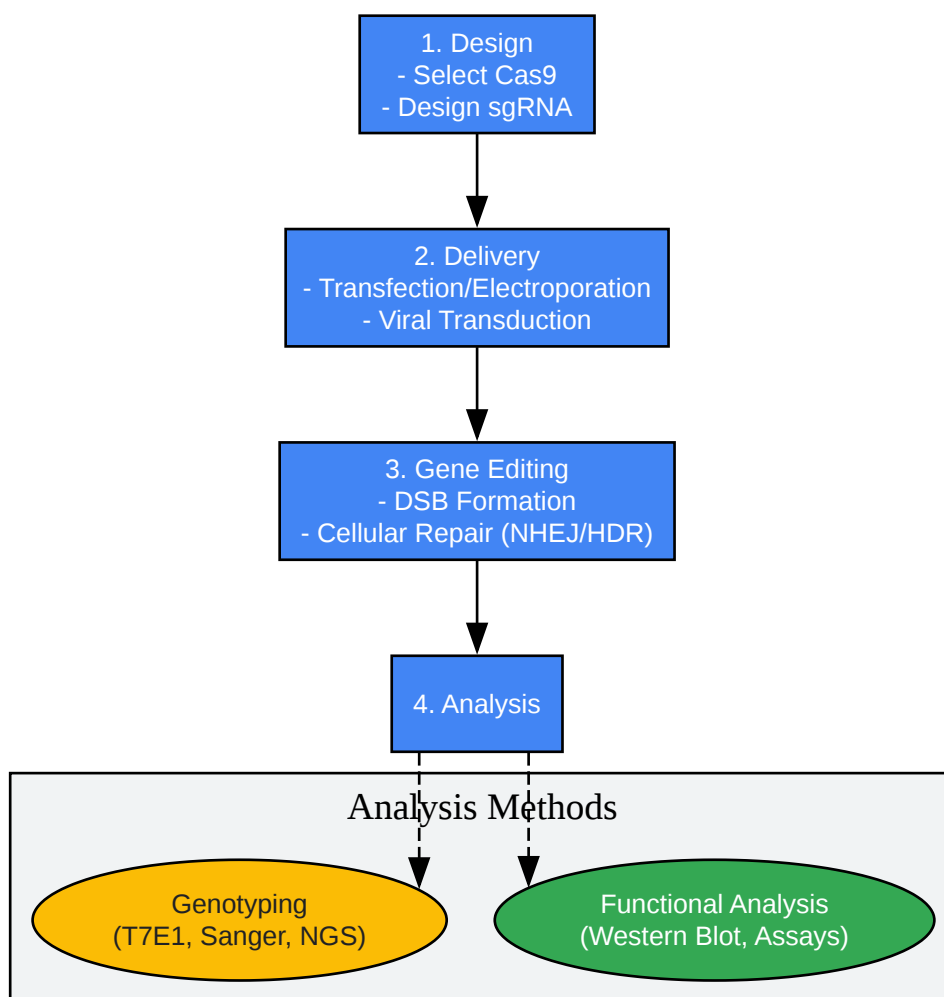 1. Design
- Select Cas9
- Design sgRNA
2. Delivery
- Transfection/Electroporation
- Viral Transduction
3. Gene Editing
- DSB Formation
- Cellular Repair (NHEJ/HDR)
4. Analysis
Analysis Methods
Genotyping
(T7E1, Sanger, NGS)
Functional Analysis
(Western Blot, Assays)